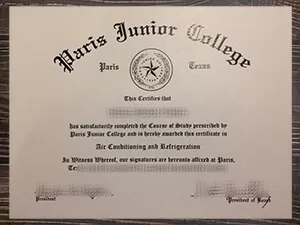 Paris Junior College
Paris Texas
This Certifies that
has satisfactorily completed the Course of Study prescribed by
Paris Junior College and is hereby awarded this certificate in
Air Conditioning and Refrigeration
In Witness Whereof, our signatures are hereunto affixed at Paris,
President
President of Board